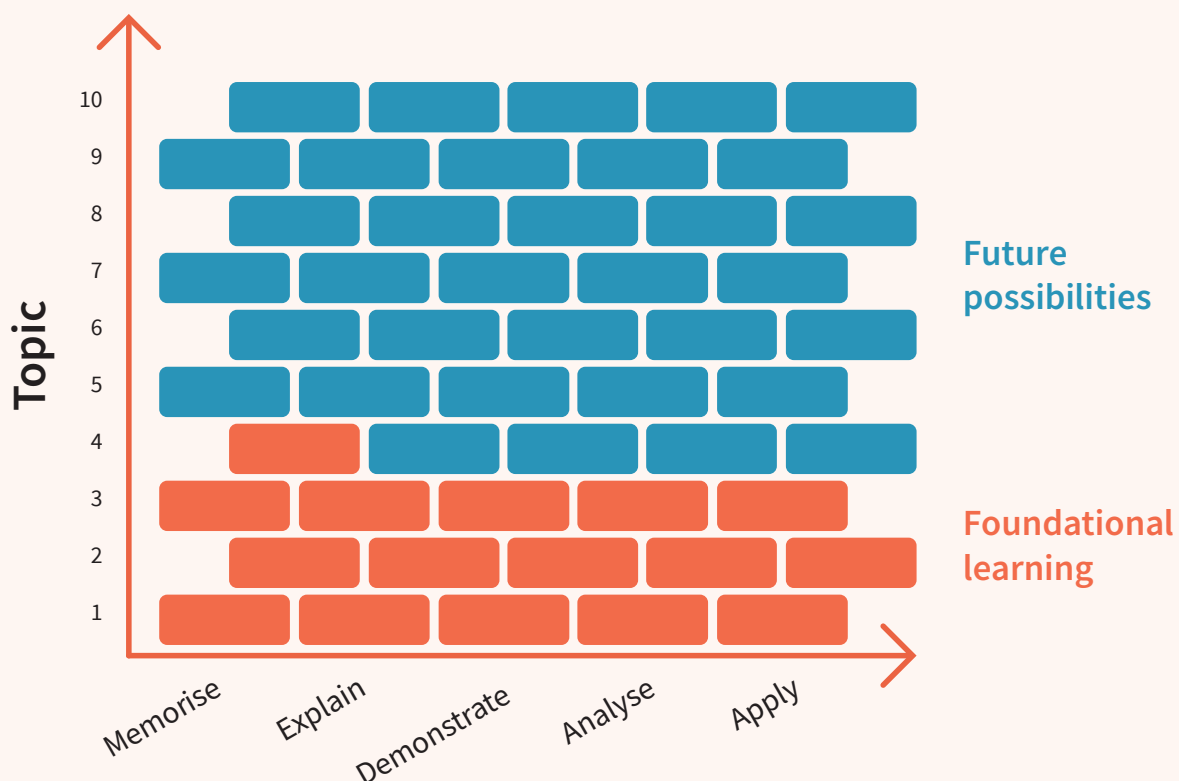 Topic
10
9
8
7
6
5
4
3
2
1
Future
possibilities
Foundational
learning
Memorise
Explain
Demonstrate
Analyse
Apply